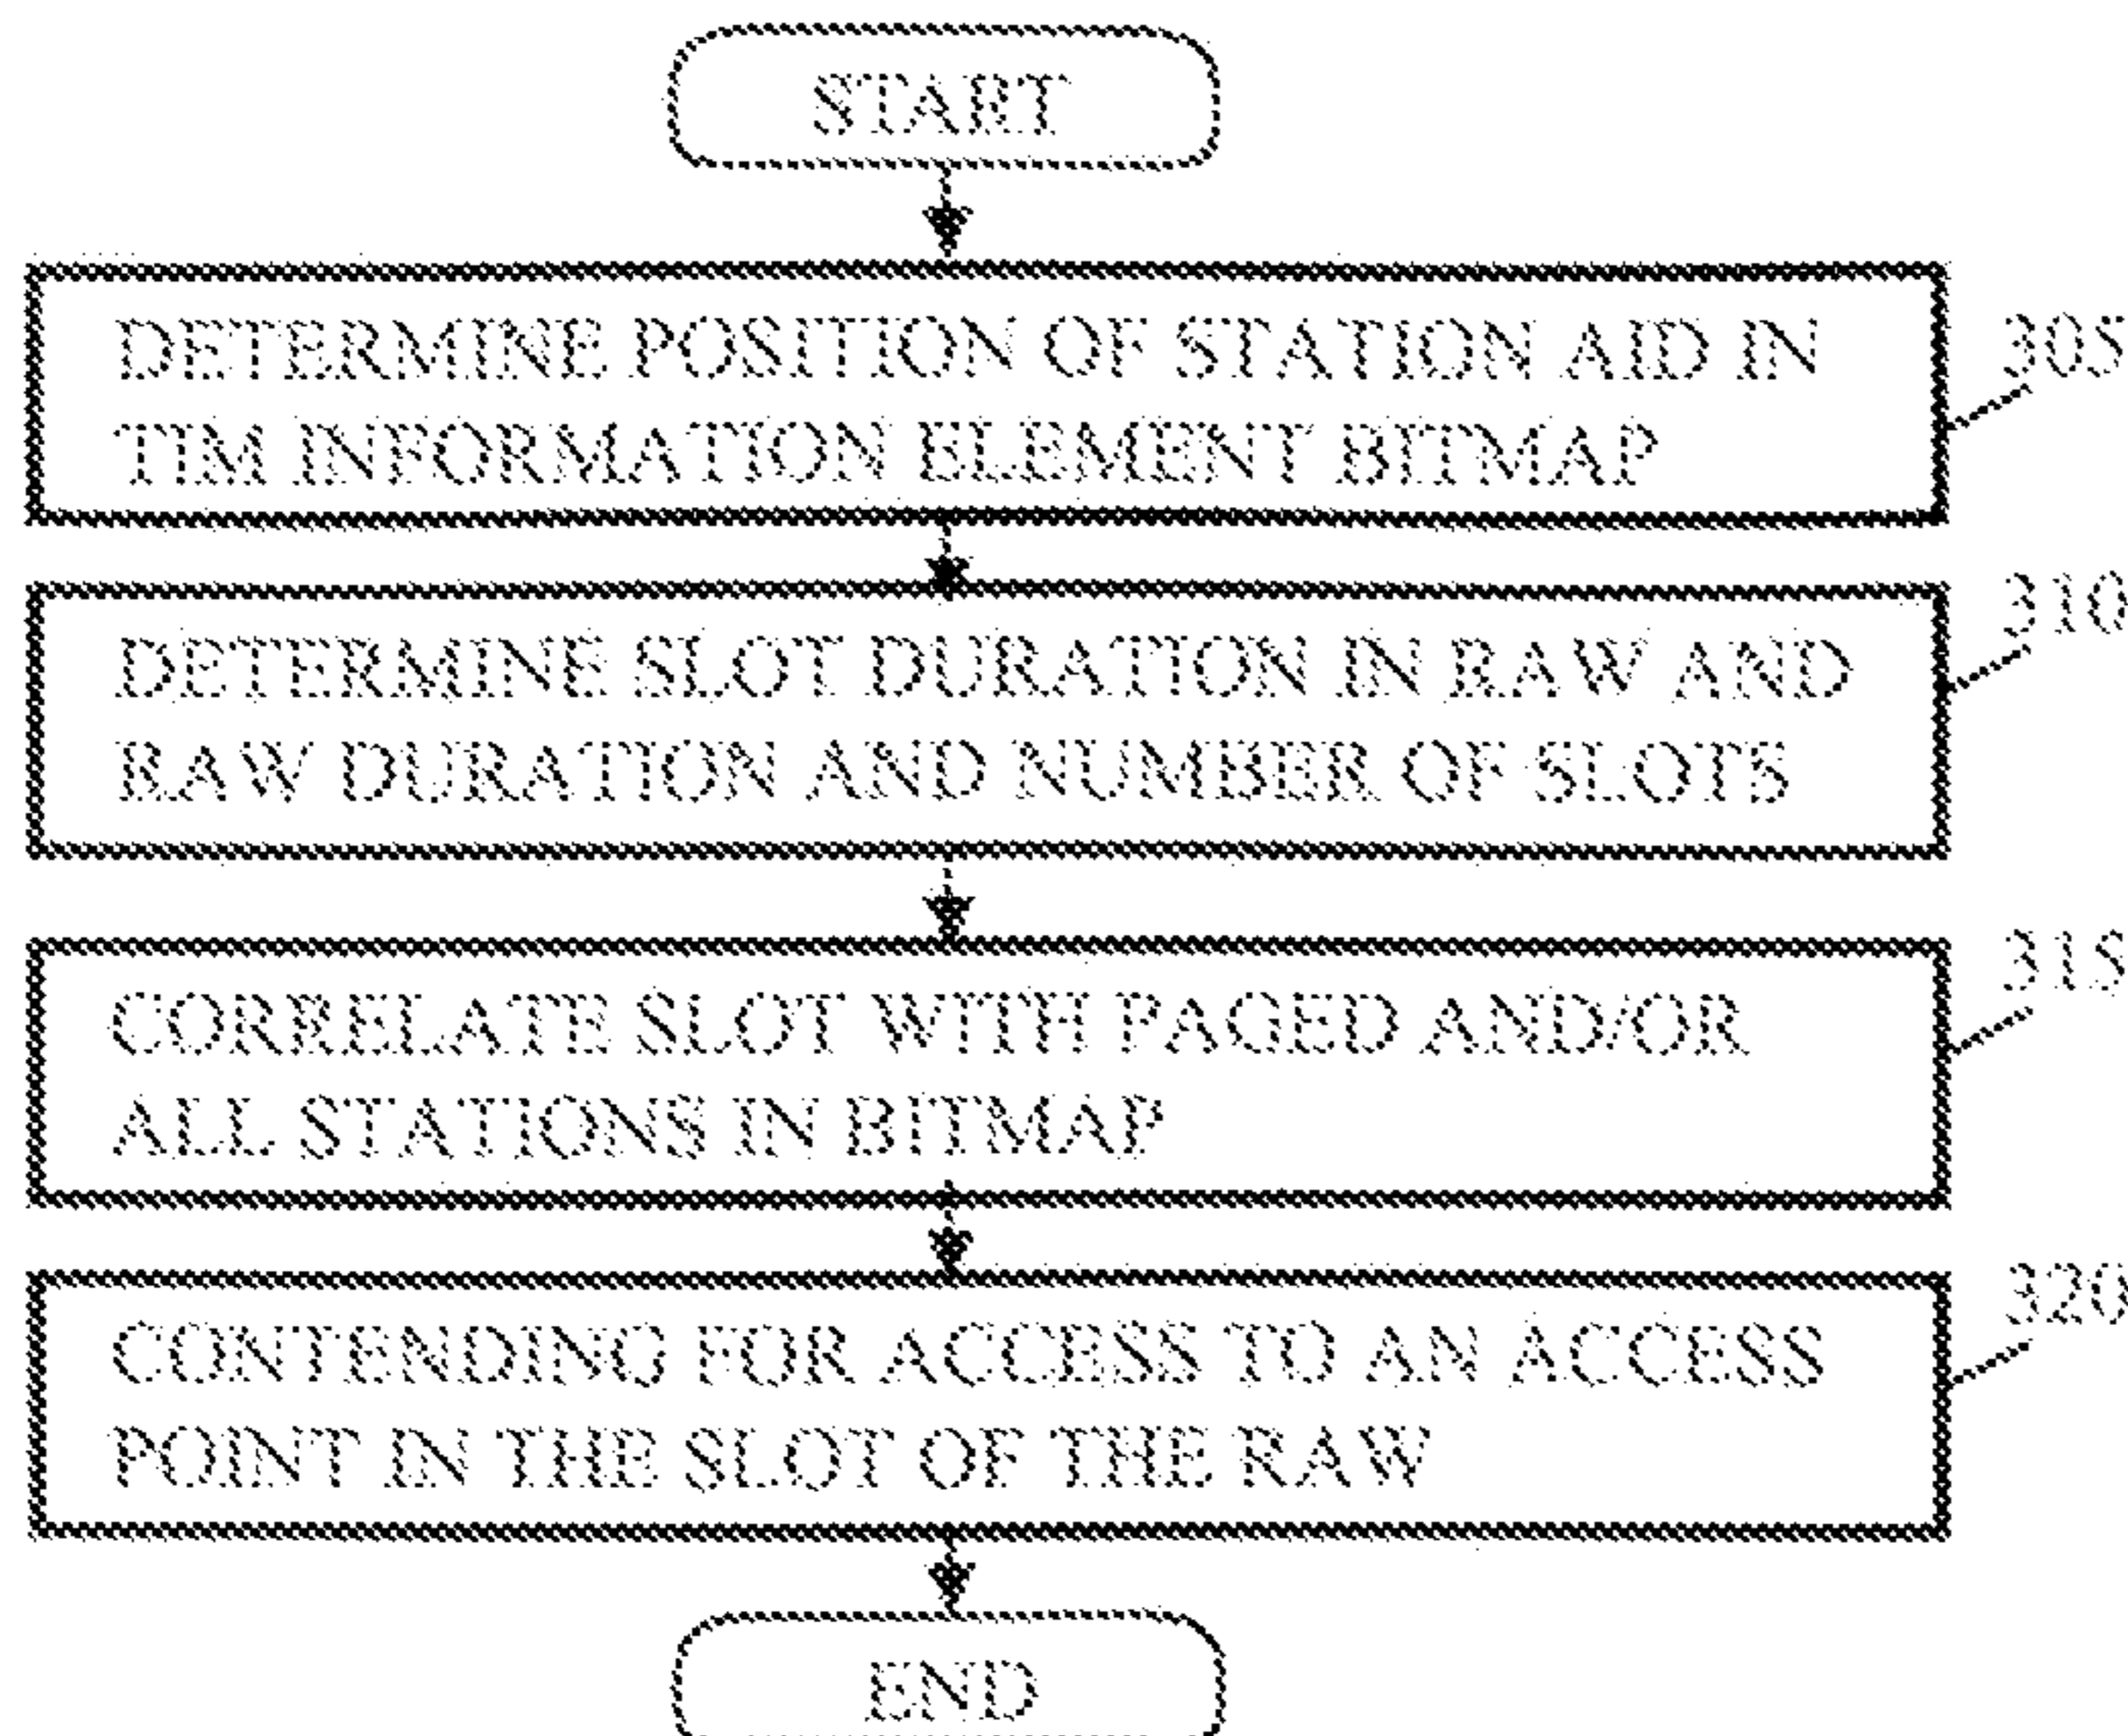 START
DETERMINE POSITION OF STATION AID IN
TIM INFORMATION ELEMENT BITMAP
305
DETERMINE SLOT DURATION IN RAW AND
RAW DURATION AND NUMBER OF SLOTS
310
CORRELATE SLOT WITH PAGED AND/OR
ALL STATIONS IN BITMAP
315
CONTENDING FOR ACCESS TO AN ACCESS
POINT IN THE SLOT OF THE RAW
320
END